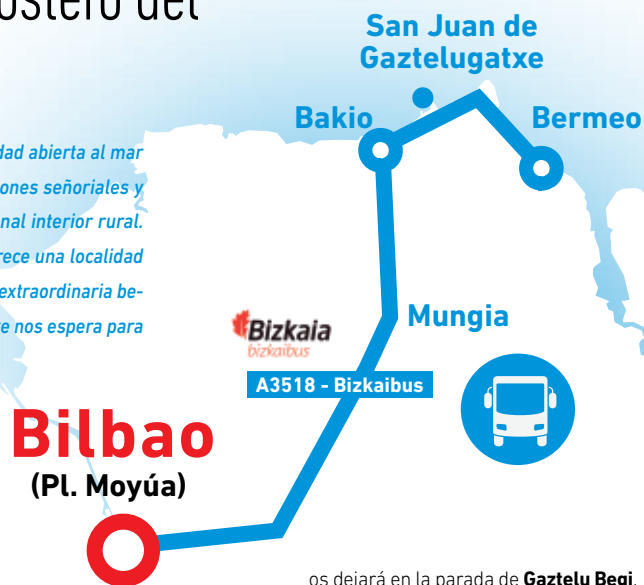 ostero del
San Juan de
Gaztelugatxe
Bakio
Bermeo
dad abierta al mar
ones señoriales y
nal interior rural.
rece una localidad
extraordinaria be-
e nos espera para
Bizkaia
bizkaibus
Mungia
A3518 - Bizkaibus
Bilbao
(Pl. Moyúa)
os dejará en la parada de Gaztelu Begi.